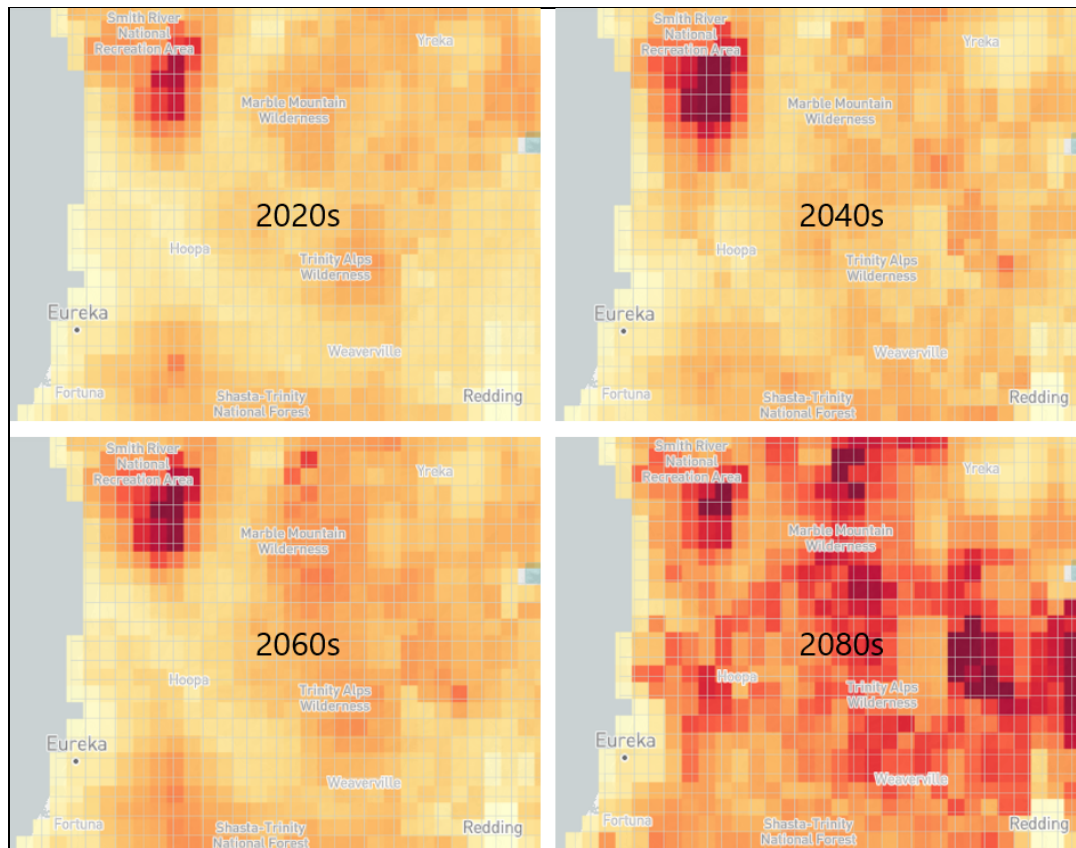 Smith River
National
Recreation Area
Yreka
Marble Mountain
Wilderness
2020s
Hoopa
Trinity Alps
Wilderness
Eureka
Weaverville
Fortuna
Shasta-Trinity
National Forest
Redding
Smith River
National
Recreation Area
Yreka
Marble Mountain
Wilderness
2040s
Hoopa
Trinity Alps
Wilderness
Eureka
Weaverville
Fortuna
Shasta-Trinity
National Forest
Redding
Smith River
National
Recreation Area
Yreka
Marble Mountain
Wilderness
2060s
Hoopa
Trinity Alps
Wilderness
Eureka
Weaverville
Fortuna
Shasta-Trinity
National Forest
Redding
Smith River
National
Recreation Area
Yreka
Marble Mountain
Wilderness
2080s
Hoopa
Trinity Alps
Wilderness
Eureka
Weaverville
Fortuna
Shasta-Trinity
National Forest
Redding